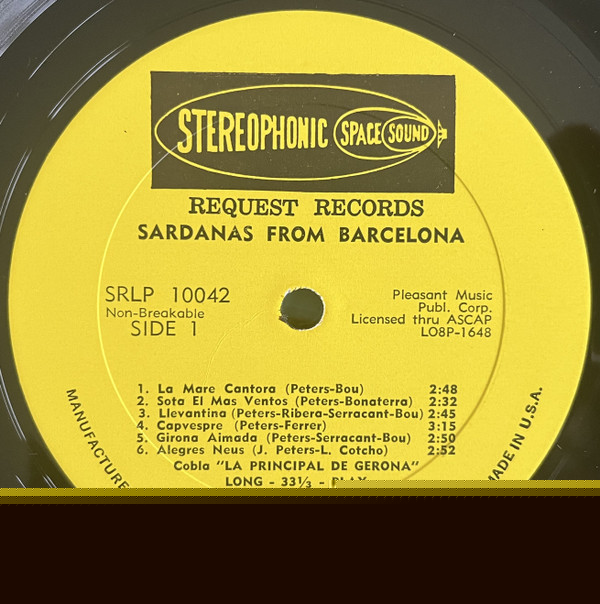 STEREOPHONIC SPACE SOUND
REQUEST RECORDS
SARDANAS FROM BARCELONA
SRLP 10042
Non-Breakable
SIDE 1
Pleasant Music
Publ. Corp.
Licensed thru ASCAP
LO8P-1648
1. La Mare Cantora (Peters-Bou) 2:48
2. Sota El Mas Ventos (Peters-Bonaterra) 2:32
3. Llevantina (Peters-Ribera-Serracant-Bou) 2:45
4. Capvespre (Peters-Ferrer) 3:15
5. Girona Aimada (Peters-Serracant-Bou) 2:50
6. Alegres Neus (J. Peters-L. Cotcho) 2:52
Cobla "LA PRINCIPAL DE GERONA"
LONG - 33⅓ - PLAY
MANUFACTURE
MADE IN U.S.A.